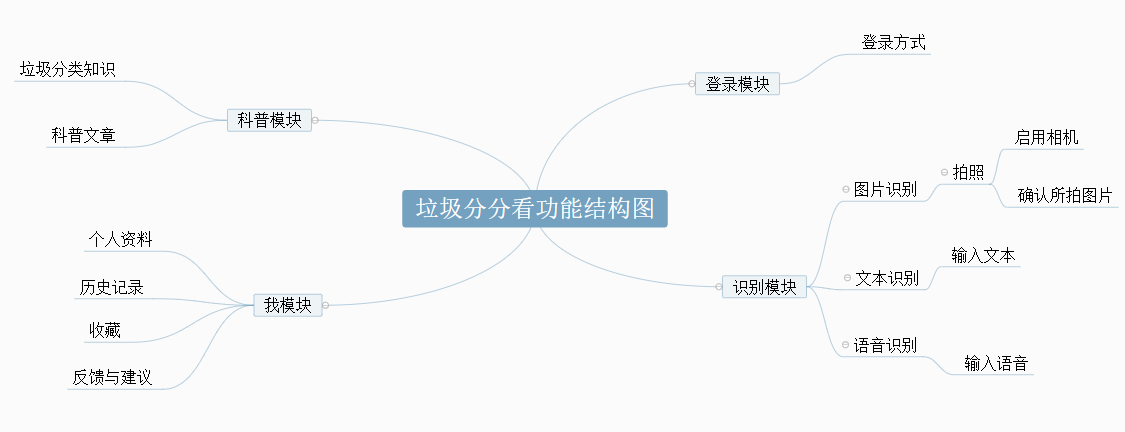 垃圾分分看功能结构图
登录模块
登录方式
识别模块
图片识别
拍照
启用相机
确认所拍图片
文本识别
输入文本
语音识别
输入语音
科普模块
垃圾分类知识
科普文章
我模块
个人资料
历史记录
收藏
反馈与建议